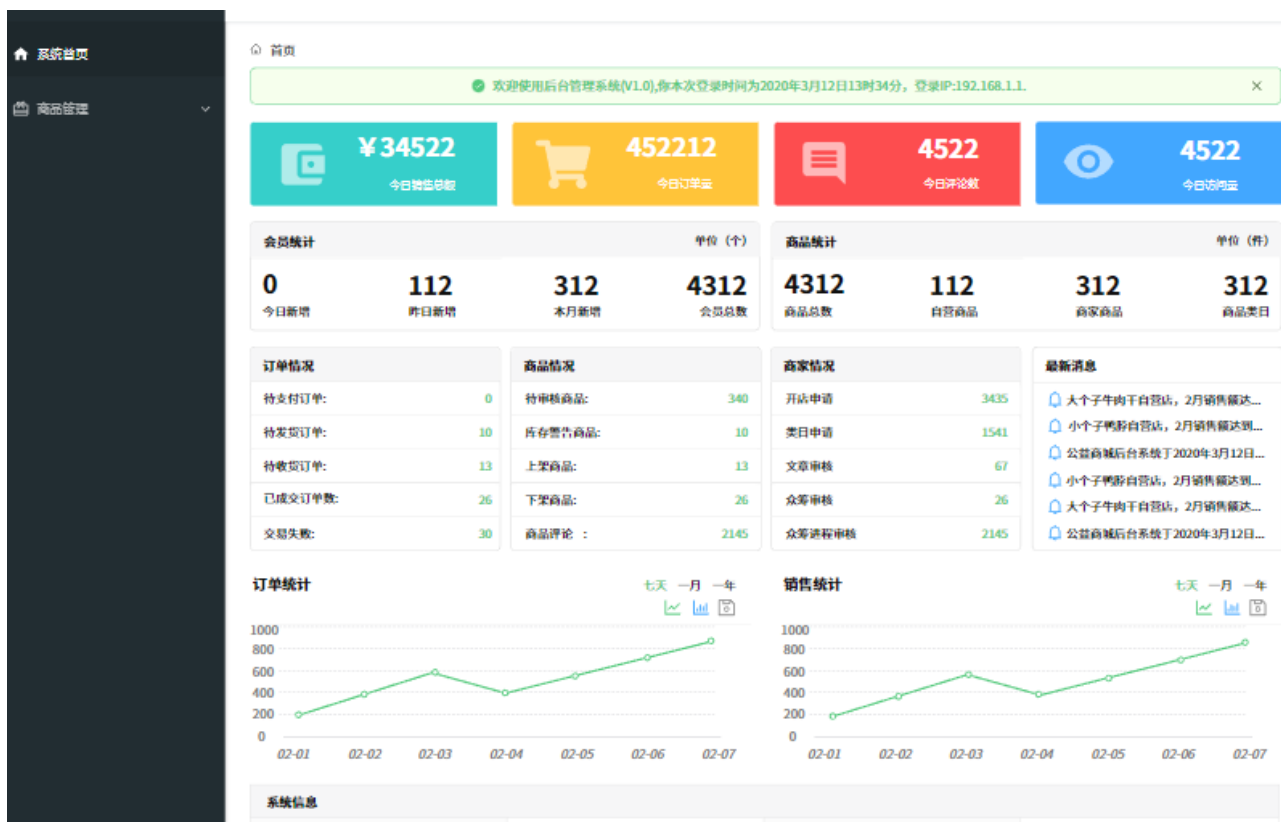 系统首页
商品管理
首页
欢迎使用后台管理系统(V1.0),你本次登录时间为2020年3月12日13时34分，登录IP:192.168.1.1.
¥34522
今日销售总额
452212
今日订单量
4522
今日评论数
4522
今日访问量
会员统计 单位（个）
0 112 312 4312
今日新增 昨日新增 本月新增 会员总数
商品统计 单位（件）
4312 112 312 312
商品总数 自营商品 商家商品 商品类目
订单情况
待支付订单: 0
待发货订单: 10
待收货订单: 13
已成交订单数: 26
交易失败: 30
商品情况
待审核商品: 340
库存警告商品: 10
上架商品: 13
下架商品: 26
商品评论 ： 2145
商家情况
开店申请 3435
类目申请 1541
文章审核 67
众筹审核 26
众筹进程审核 2145
最新消息
大个子牛肉干自营店，2月销售额达...
小个子鸭脖自营店，2月销售额达到...
公益商城后台系统于2020年3月12日...
小个子鸭脖自营店，2月销售额达到...
大个子牛肉干自营店，2月销售额达...
公益商城后台系统于2020年3月12日...
订单统计 七天 一月 一年
1000
800
600
400
200
0
02-01 02-02 02-03 02-04 02-05 02-06 02-07
销售统计 七天 一月 一年
1000
800
600
400
200
0
02-01 02-02 02-03 02-04 02-05 02-06 02-07
系统信息